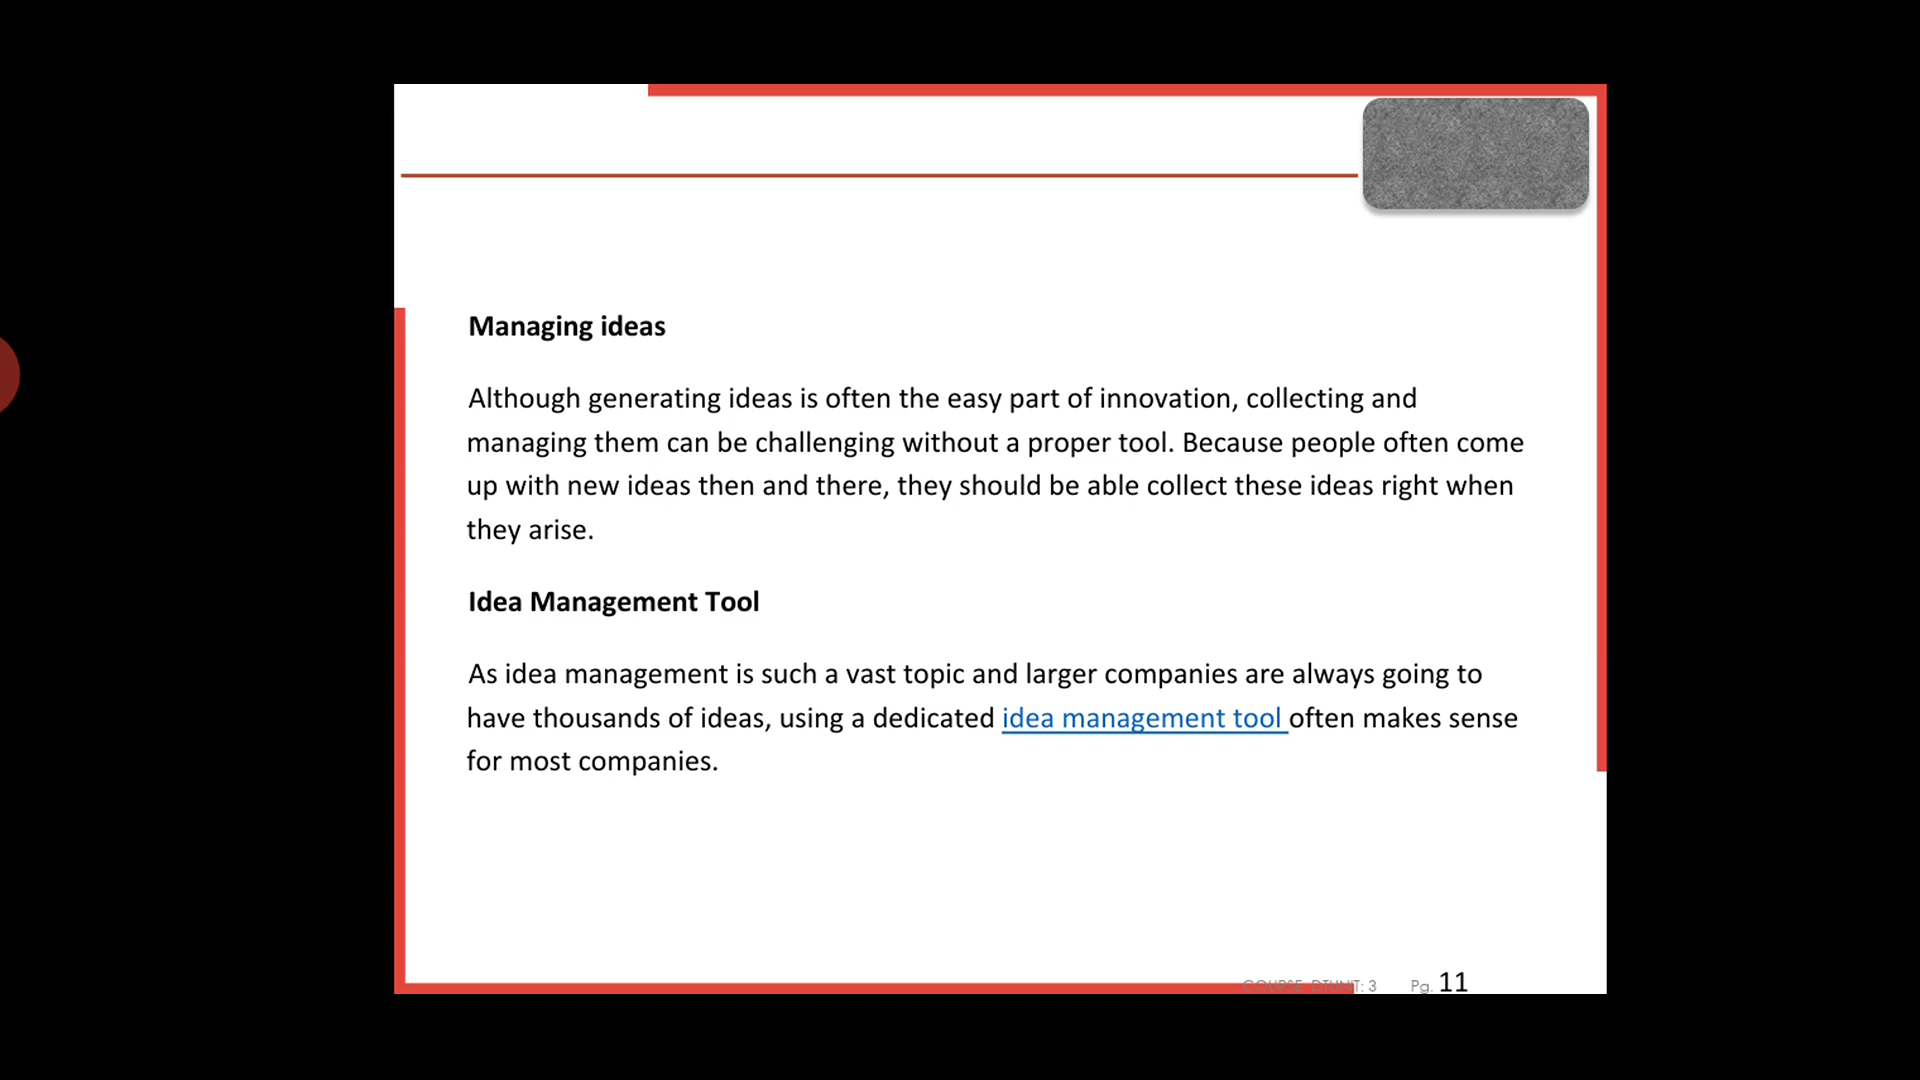 Managing ideas
Although generating ideas is often the easy part of innovation, collecting and
managing them can be challenging without a proper tool. Because people often come
up with new ideas then and there, they should be able collect these ideas right when
they arise.
Idea Management Tool
As idea management is such a vast topic and larger companies are always going to
have thousands of ideas, using a dedicated idea management tool often makes sense
for most companies.
COURSE: DTUNIT: 3 Pg. 11